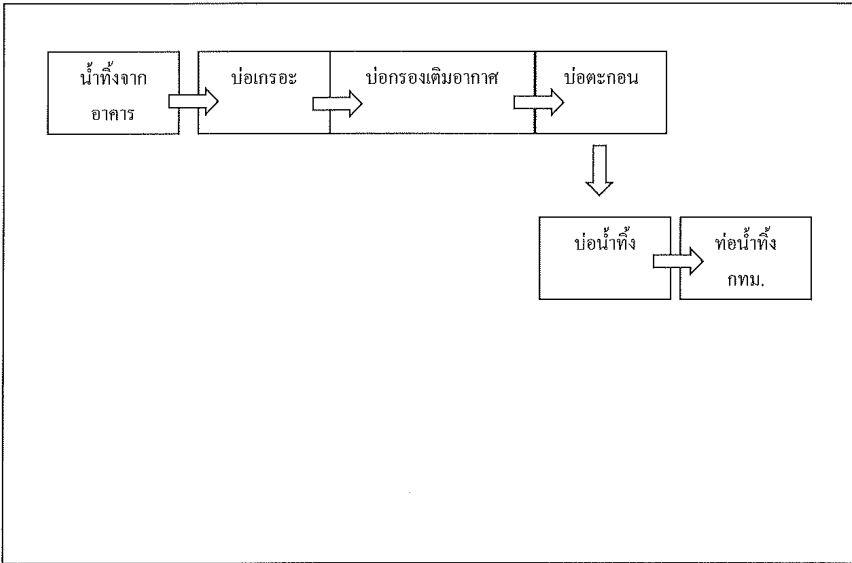 น้ำทิ้งจาก
อาคาร
บ่อเกรอะ
บ่อกรองเติมอากาศ
บ่อตะกอน
บ่อน้ำทิ้ง
ท่อน้ำทิ้ง
กทม.